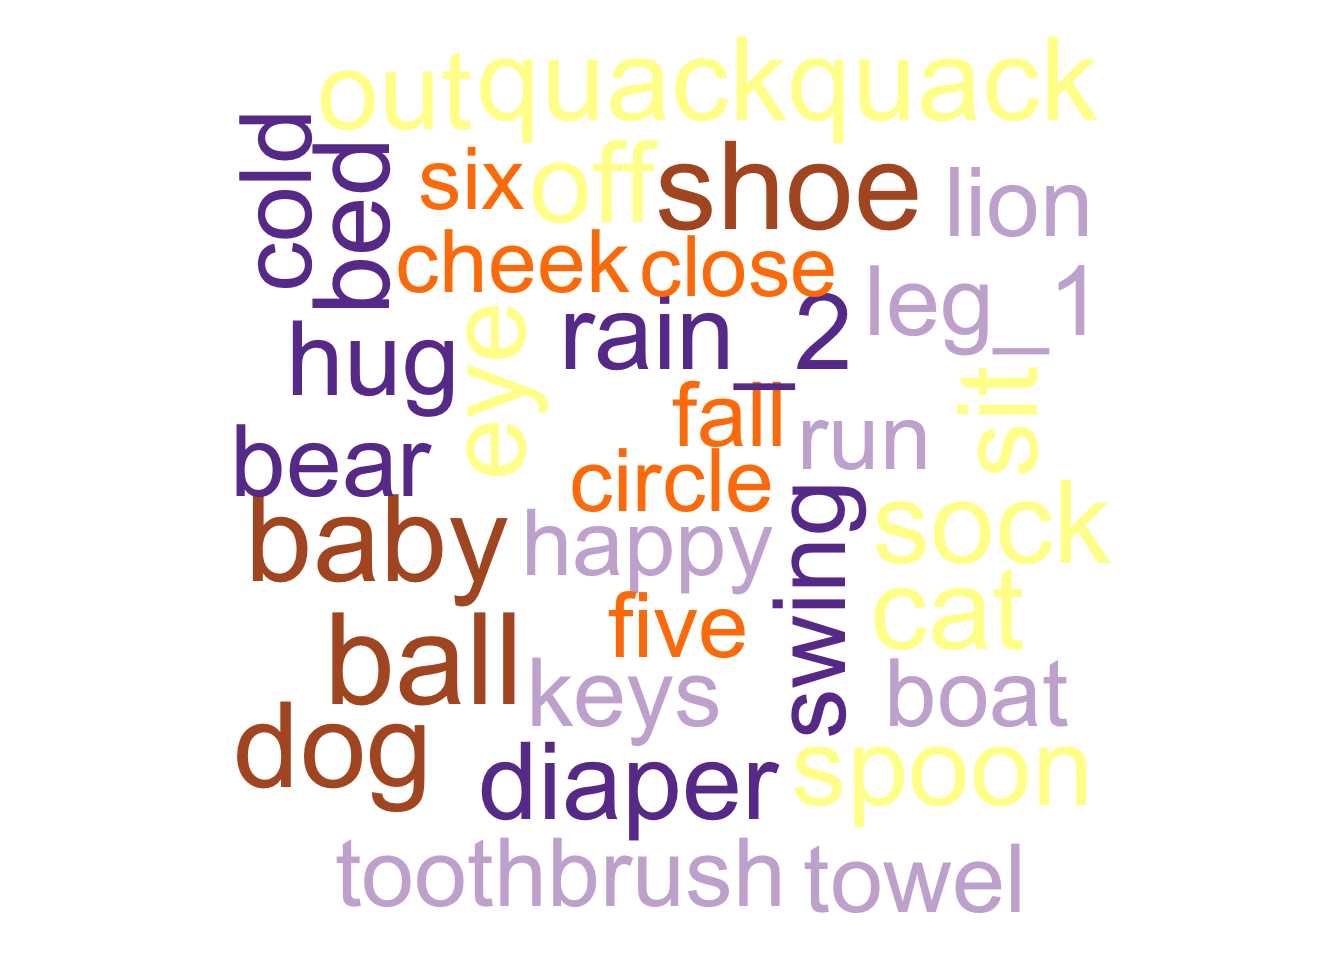 out
quackquack
cold
bed
six
off
shoe
lion
cheek
close
leg_1
hug
eye
rain_2
fall
run
sit
bear
circle
swing
sock
baby
happy
cat
five
ball
keys
boat
dog
diaper
spoon
toothbrush
towel